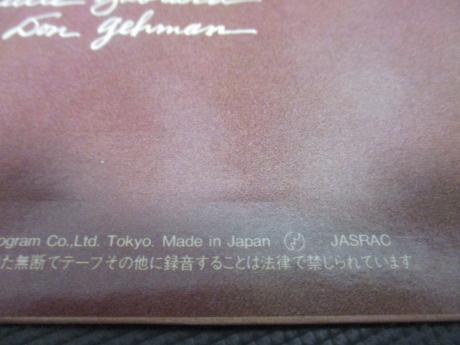 Don Gehman
ogram Co.,Ltd. Tokyo. Made in Japan JASRAC
た無断でテープその他に録音することは法律で禁じられています